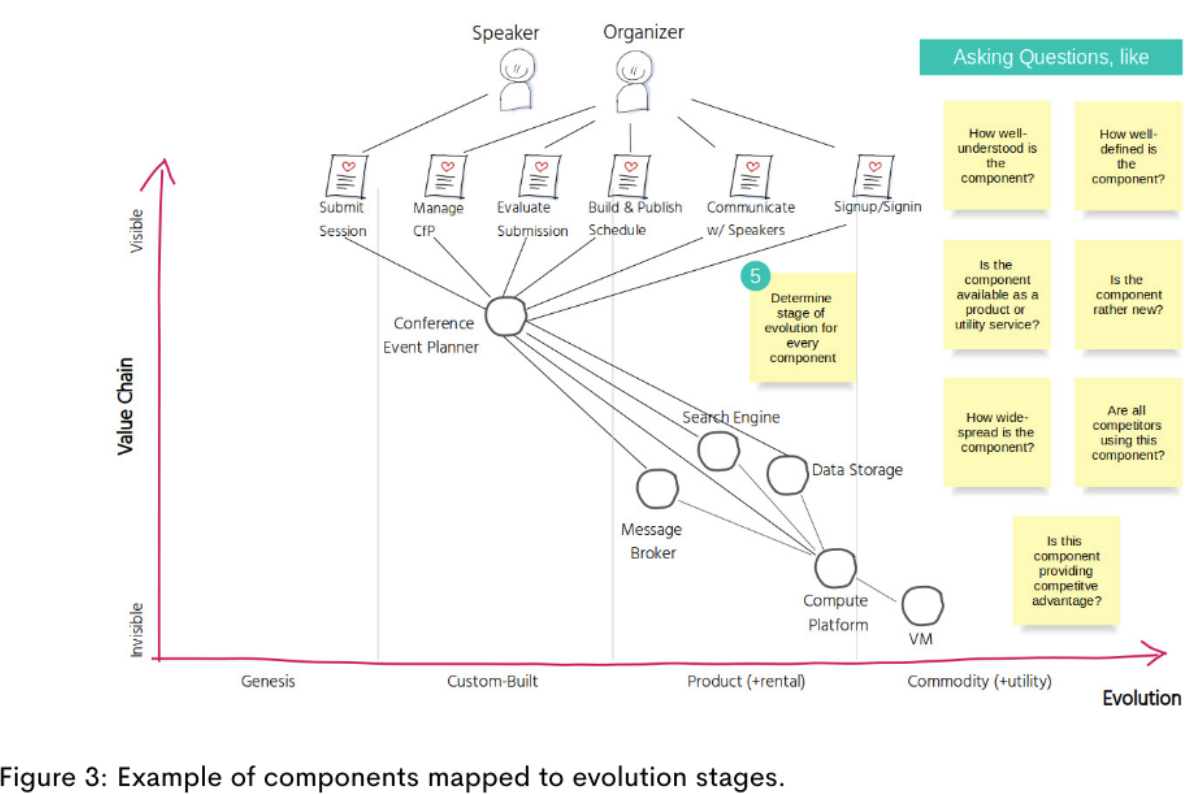 Speaker
Organizer
Asking Questions, like
How well-
understood is
the
component?
How well-
defined is
the
component?
Visible
Submit
Session
Manage
CfP
Evaluate
Submission
Build & Publish
Schedule
Communicate
w/ Speakers
Signup/Signin
Is the
component
available as a
product or
utility service?
Is the
component
rather new?
5
Determine
stage of
evolution for
every
component
Conference
Event Planner
Value Chain
Search Engine
Data Storage
How wide-
spread is the
component?
Are all
competitors
using this
component?
Message
Broker
Is this
component
providing
competitve
advantage?
Compute
Platform
VM
Invisible
Genesis
Custom-Built
Product (+rental)
Commodity (+utility)
Evolution
Figure 3: Example of components mapped to evolution stages.